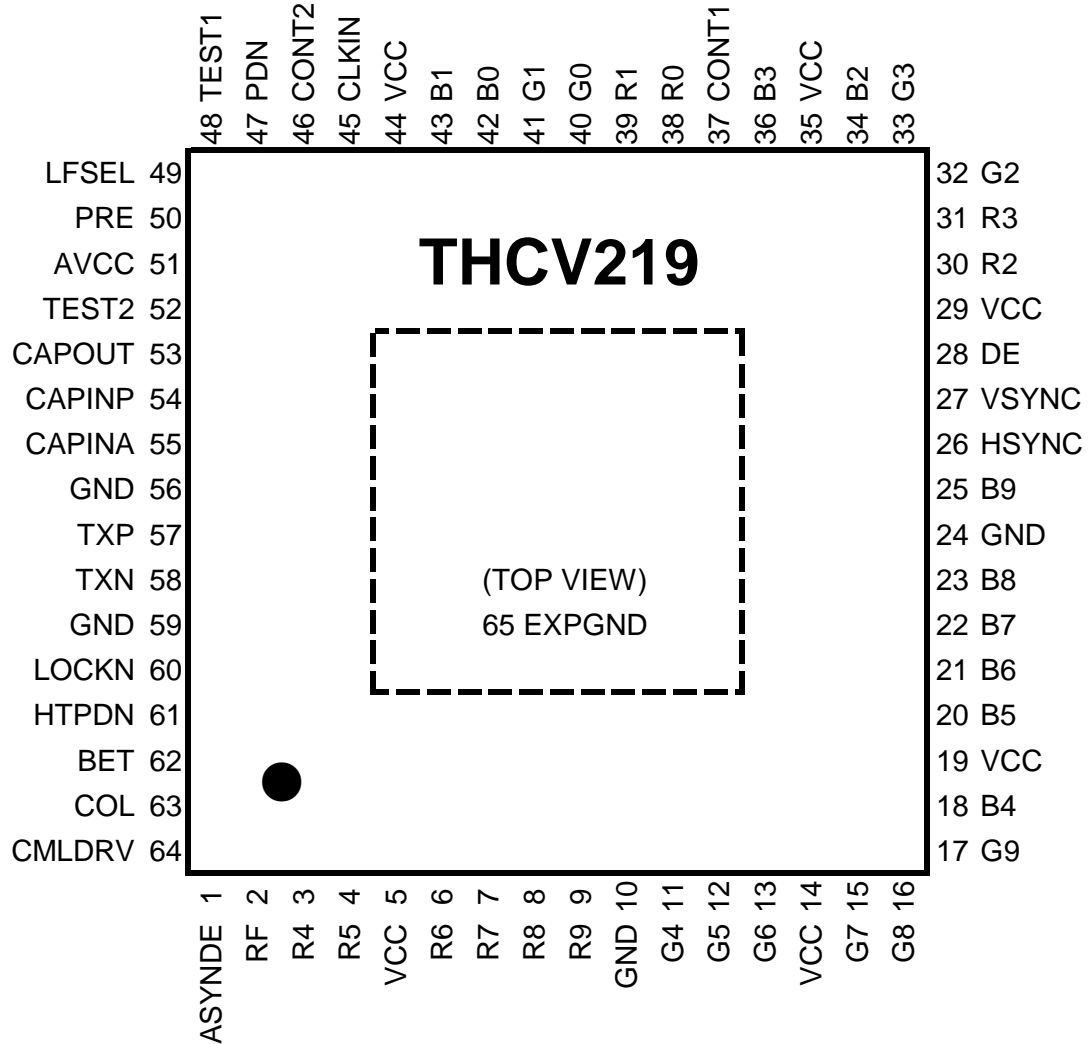 48 TEST1
47 PDN
46 CONT2
45 CLKIN
44 VCC
43 B1
42 B0
41 G1
40 G0
39 R1
38 R0
37 CONT1
36 B3
35 VCC
34 B2
33 G3
LFSEL 49
PRE 50
AVCC 51
TEST2 52
CAPOUT 53
CAPINP 54
CAPINA 55
GND 56
TXP 57
TXN 58
GND 59
LOCKN 60
HTPDN 61
BET 62
COL 63
CMLDRV 64
THCV219
(TOP VIEW)
65 EXPGND
32 G2
31 R3
30 R2
29 VCC
28 DE
27 VSYNC
26 HSYNC
25 B9
24 GND
23 B8
22 B7
21 B6
20 B5
19 VCC
18 B4
17 G9
ASYNDE 1
RF 2
R4 3
R5 4
VCC 5
R6 6
R7 7
R8 8
R9 9
GND 10
G4 11
G5 12
G6 13
VCC 14
G7 15
G8 16